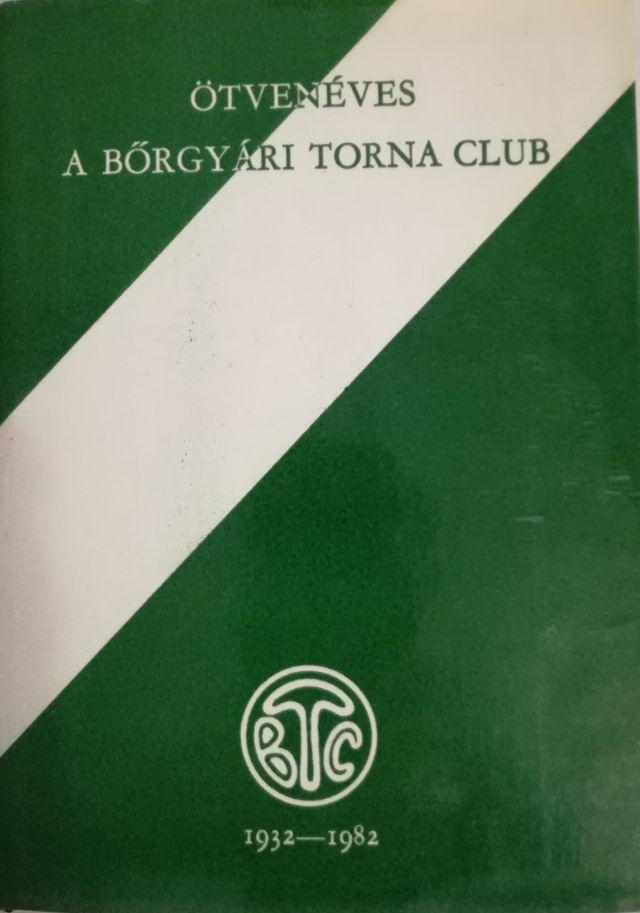 ÖTVENÉVES
A BŐRGYÁRI TORNA CLUB
BTC
1932—1982